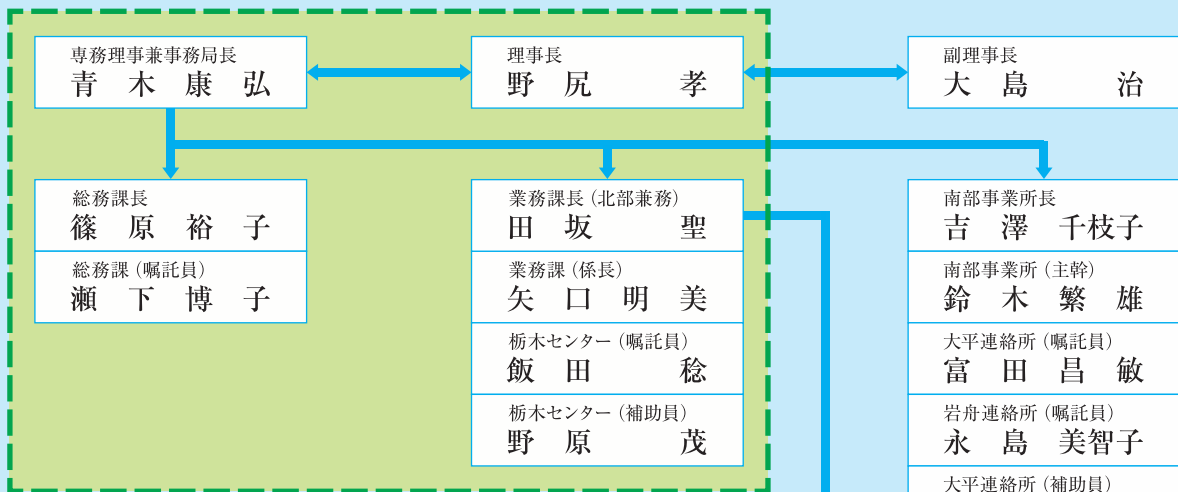 専務理事兼事務局長
青木康弘
理事長
野尻孝
副理事長
大島治
総務課長
篠原裕子
総務課（嘱託員）
瀬下博子
業務課長（北部兼務）
田坂聖
業務課（係長）
矢口明美
栃木センター（嘱託員）
飯田稔
栃木センター（補助員）
野原茂
南部事業所長
吉澤千枝子
南部事業所（主幹）
鈴木繁雄
大平連絡所（嘱託員）
富田昌敏
岩舟連絡所（嘱託員）
永島美智子
大平連絡所（補助員）